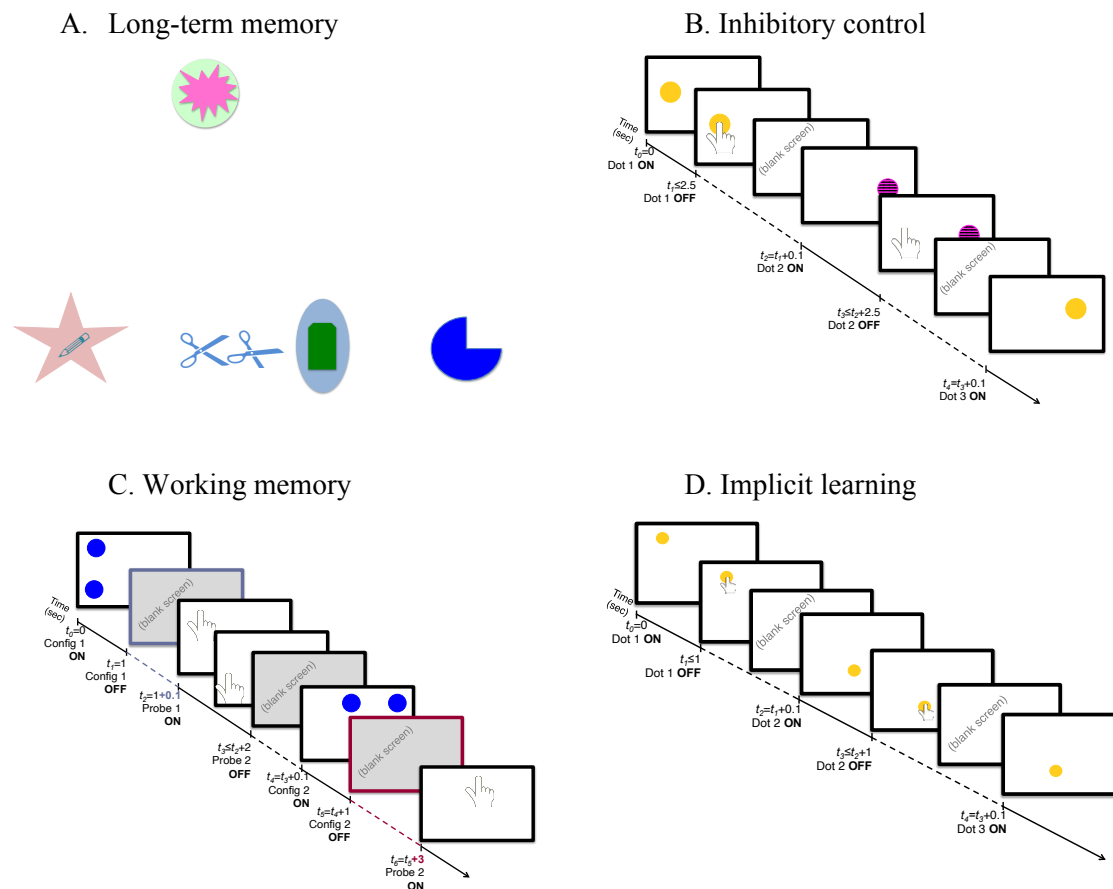 A. Long-term memory
B. Inhibitory control
Time
(sec)
t0=0
Dot 1 ON
(blank screen)
t1≤2.5
Dot 1 OFF
t2=t1+0.1
Dot 2 ON
t3≤t2+2.5
Dot 2 OFF
(blank screen)
t4=t3+0.1
Dot 3 ON
C. Working memory
Time
(sec)
t0=0
Config 1
ON
(blank screen)
t1=1
Config 1
OFF
t2=1+0.1
Probe 1
ON
(blank screen)
t3≤t2+2
Probe 2
OFF
t4=t3+0.1
Config 2
ON
(blank screen)
t5=t4+1
Config 2
OFF
t6=t5+3
Probe 2
ON
D. Implicit learning
Time
(sec)
t0=0
Dot 1 ON
(blank screen)
t1≤1
Dot 1 OFF
t2=t1+0.1
Dot 2 ON
t3≤t2+1
Dot 2 OFF
(blank screen)
t4=t3+0.1
Dot 3 ON